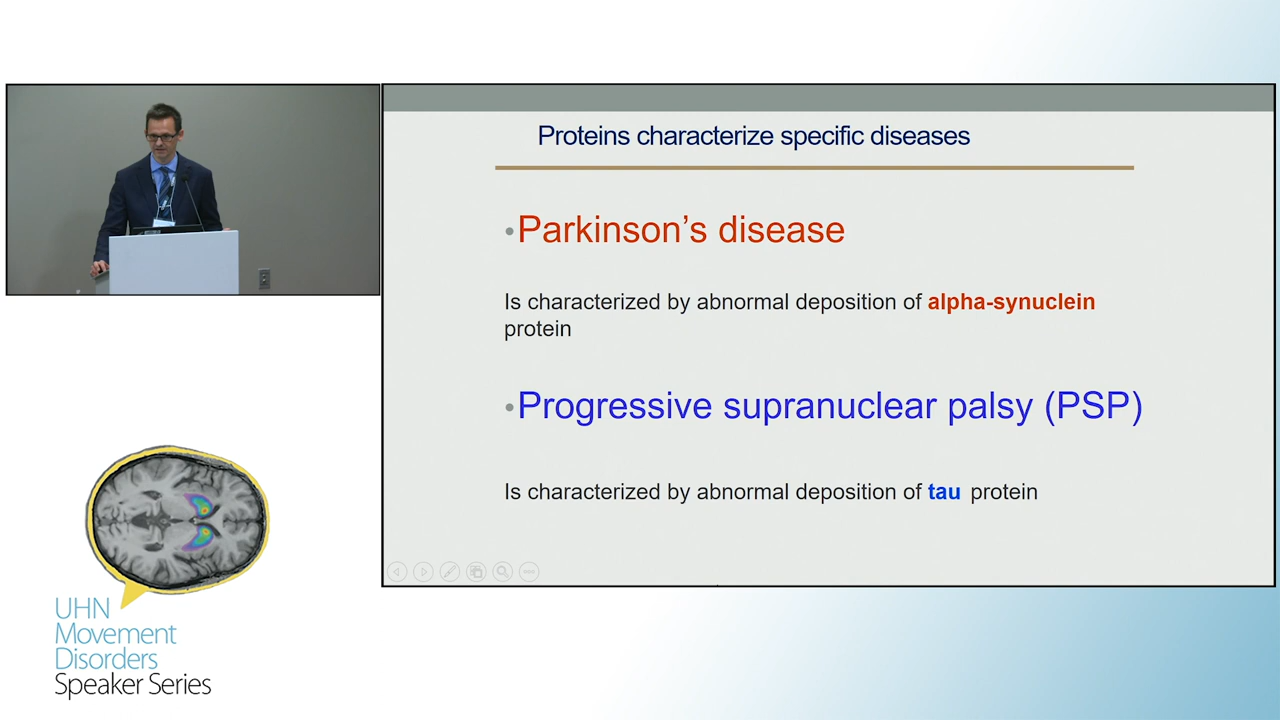 Proteins characterize specific diseases
•Parkinson’s disease
Is characterized by abnormal deposition of alpha-synuclein
protein
•Progressive supranuclear palsy (PSP)
Is characterized by abnormal deposition of tau protein
UHN
Movement
Disorders
Speaker Series